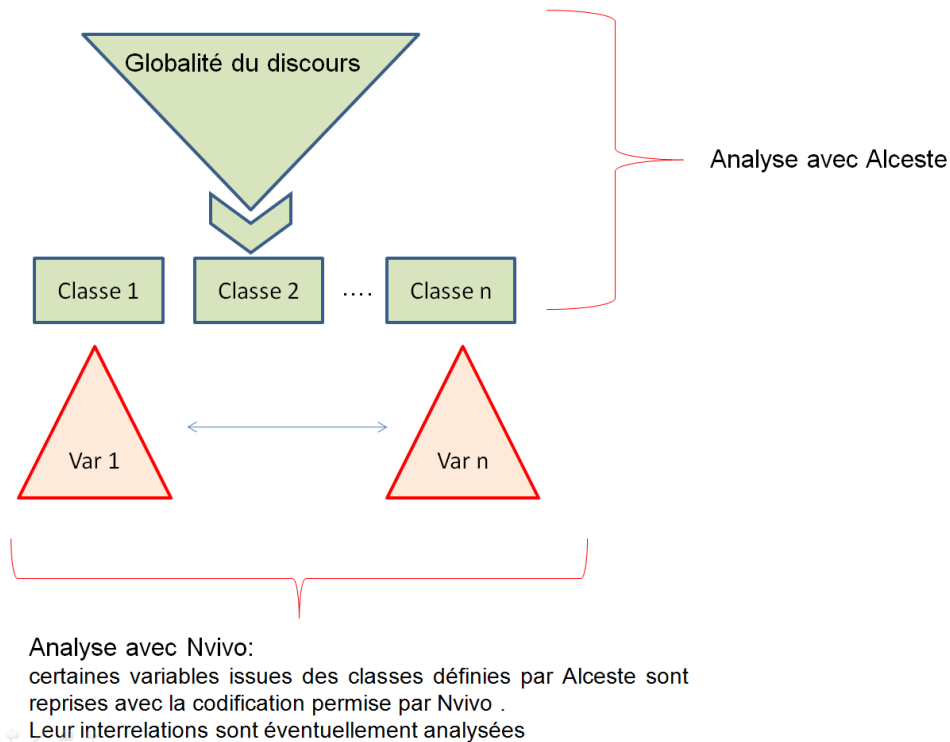 Globalité du discours
Analyse avec Alceste
Classe 1
Classe 2
....
Classe n
Var 1
Var n
Analyse avec Nvivo:
certaines variables issues des classes définies par Alceste sont
reprises avec la codification permise par Nvivo .
Leur interrelations sont éventuellement analysées